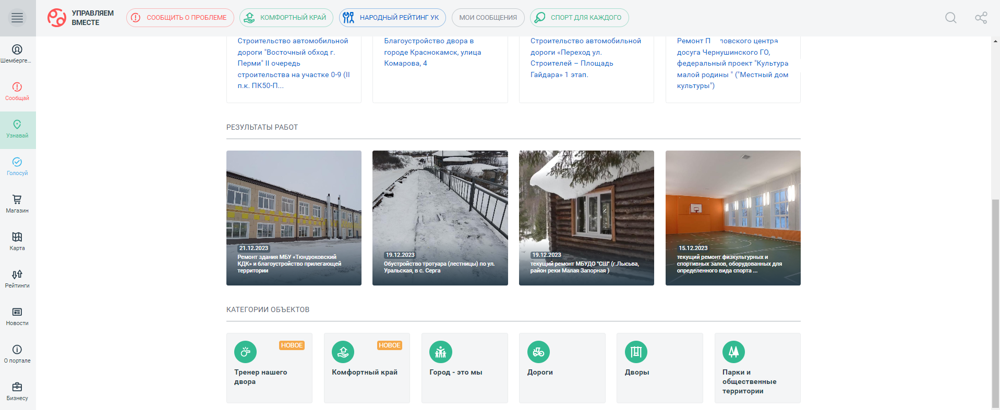 УПРАВЛЯЕМ
ВМЕСТЕ
СООБЩИТЬ О ПРОБЛЕМЕ
КОМФОРТНЫЙ КРАЙ
НАРОДНЫЙ РЕЙТИНГ УК
МОИ СООБЩЕНИЯ
СПОРТ ДЛЯ КАЖДОГО
Шемберге...
Сообщай
Узнавай
Голосуй
Магазин
Карта
Рейтинги
Новости
О портале
Бизнесу
Строительство автомобильной
дороги "Восточный обход г.
Перми" II очередь
строительства на участке 0-9 (II
п.к. ПК50-П...
Благоустройство двора в
городе Краснокамск, улица
Комарова, 4
Строительство автомобильной
дороги «Переход ул.
Строителей – Площадь
Гайдара» 1 этап.
Ремонт центра
досуга Чернушинского ГО,
федеральный проект "Культура
малой родины " ("Местный дом
культуры")
РЕЗУЛЬТАТЫ РАБОТ
21.12.2023
Ремонт здания МБУ «Тюндюковский
КДК» и благоустройство прилегающей
территории
19.12.2023
Обустройство тротуара (лестницы) по ул.
Уральская, в с. Серга
19.12.2023
текущий ремонт МБУДО "СШ" (г.Лысьва,
район реки Малая Запорная )
15.12.2023
текущий ремонт физкультурных и
спортивных залов, оборудованных для
определенного вида спорта ...
КАТЕГОРИИ ОБЪЕКТОВ
НОВОЕ
Тренер нашего
двора
НОВОЕ
Комфортный край
Город - это мы
Дороги
Дворы
Парки и
общественные
территории